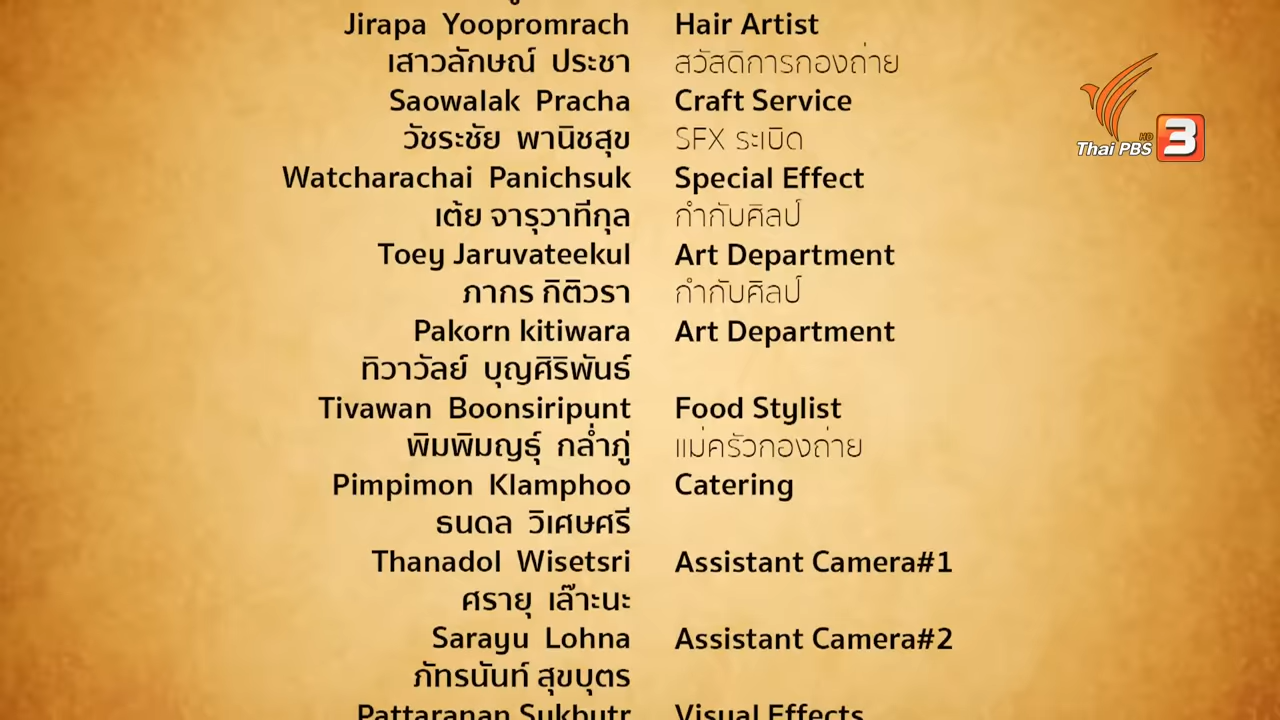 Jirapa Yoopromrach Hair Artist
เสาวลักษณ์ ประชา สวัสดิการกองถ่าย
Saowalak Pracha Craft Service
วัชระชัย พานิชสุข SFX ระเบิด
Watcharachai Panichsuk Special Effect
เต้ย จารุวาทีกุล กำกับศิลป์
Toey Jaruvateekul Art Department
ภากร กิติวรา กำกับศิลป์
Pakorn kitiwara Art Department
ทิวาวัลย์ บุญศิริพันธ์
Tivawan Boonsiripunt Food Stylist
พิมพิมญธุ์ กล่ำภู่ แม่ครัวกองถ่าย
Pimpimon Klamphoo Catering
ธนดล วิเศษศรี
Thanadol Wisetsri Assistant Camera#1
ศรายุ เล๊าะนะ
Sarayu Lohna Assistant Camera#2
ภัทรนันท์ สุขบุตร
Pattaranan Sukbutr Visual Effects
HD
Thai PBS 3